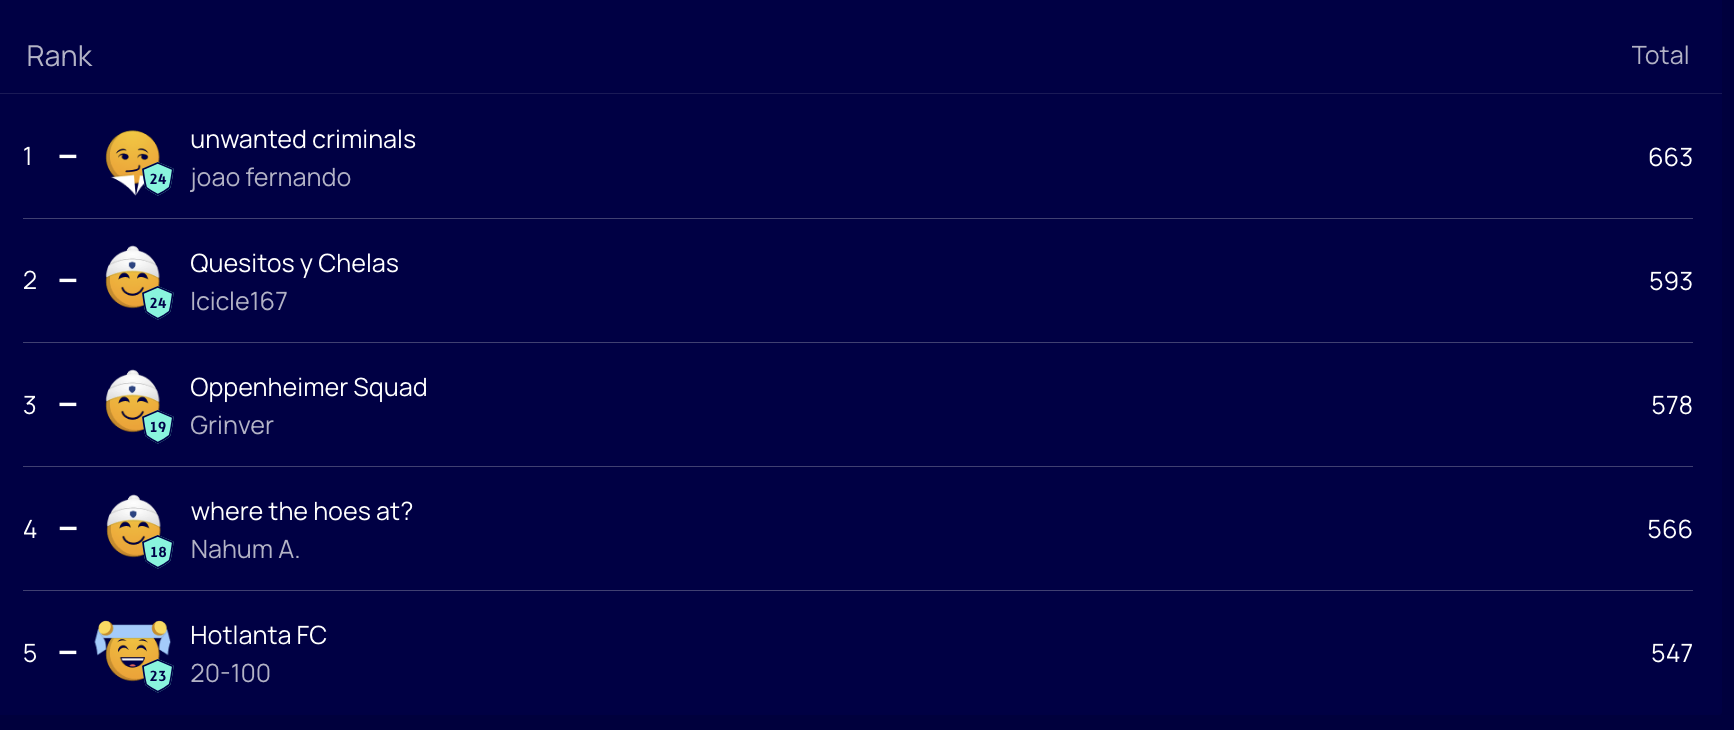 Rank Total
1 – unwanted criminals 663
joao fernando
24
2 – Quesitos y Chelas 593
Icicle167
24
3 – Oppenheimer Squad 578
Grinver
19
4 – where the hoes at? 566
Nahum A.
18
5 – Hotlanta FC 547
20-100
23